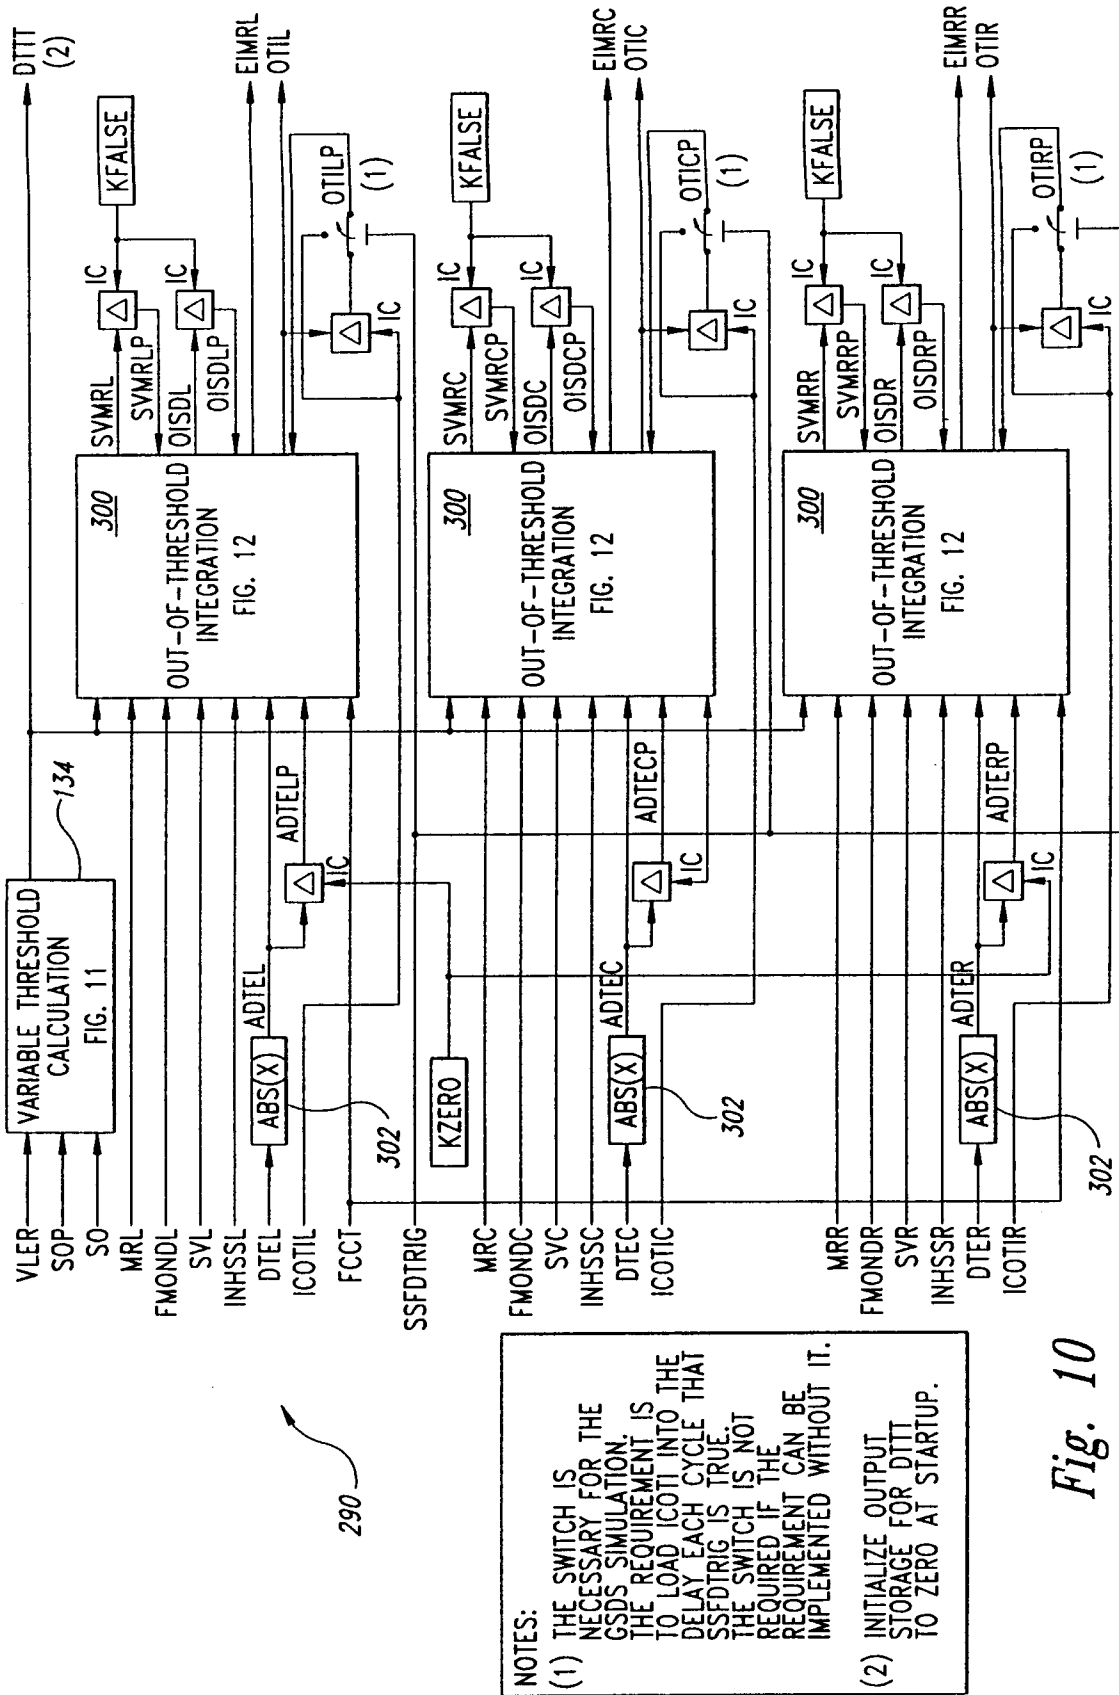 VLER
SOP
SO
MRL
FMONDL
SVL
INHSSL
DTEL
ICOTIL
FCCT
SSFDTRIG
MRC
FMONDC
SVC
INHSSC
DTEC
ICOTIC
MRR
FMONDR
SVR
INHSSR
DTER
ICOTIR
VARIABLE THRESHOLD
CALCULATION
FIG. 11
134
ABS(X)
302
ADTEL
Δ
IC
ADTELP
KZERO
ABS(X)
302
ADTEC
Δ
IC
ADTECP
ABS(X)
302
ADTER
Δ
IC
ADTERP
300
OUT-OF-THRESHOLD
INTEGRATION
FIG. 12
300
OUT-OF-THRESHOLD
INTEGRATION
FIG. 12
300
OUT-OF-THRESHOLD
INTEGRATION
FIG. 12
DTTT
(2)
SVMRL
Δ
IC
KFALSE
SVMRLP
OISDL
Δ
OISDLP
EIMRL
OTIL
Δ
IC
OTILP
(1)
SVMRC
Δ
IC
KFALSE
SVMRCP
OISDC
Δ
OISDCP
EIMRC
OTIC
Δ
IC
OTICP
(1)
SVMRR
Δ
IC
KFALSE
SVMRRP
OISDR
Δ
OISDRP
EIMRR
OTIR
Δ
IC
OTIRP
(1)
290
NOTES:
(1) THE SWITCH IS
NECESSARY FOR THE
GSDS SIMULATION.
THE REQUIREMENT IS
TO LOAD ICOTI INTO THE
DELAY EACH CYCLE THAT
SSFDTRIG IS TRUE.
THE SWITCH IS NOT
REQUIRED IF THE
REQUIREMENT CAN BE
IMPLEMENTED WITHOUT IT.
(2) INITIALIZE OUTPUT
STORAGE FOR DTTT
TO ZERO AT STARTUP.
Fig. 10